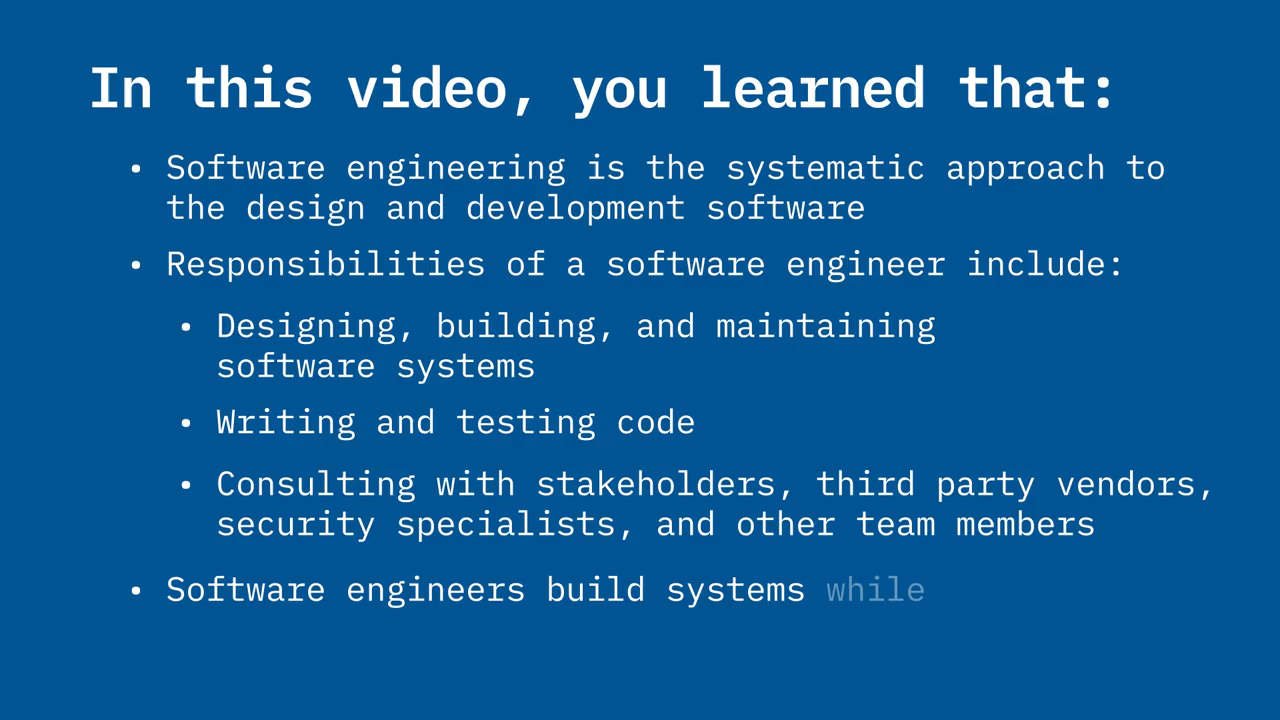 In this video, you learned that:
• Software engineering is the systematic approach to
the design and development software
• Responsibilities of a software engineer include:
• Designing, building, and maintaining
software systems
• Writing and testing code
• Consulting with stakeholders, third party vendors,
security specialists, and other team members
• Software engineers build systems while